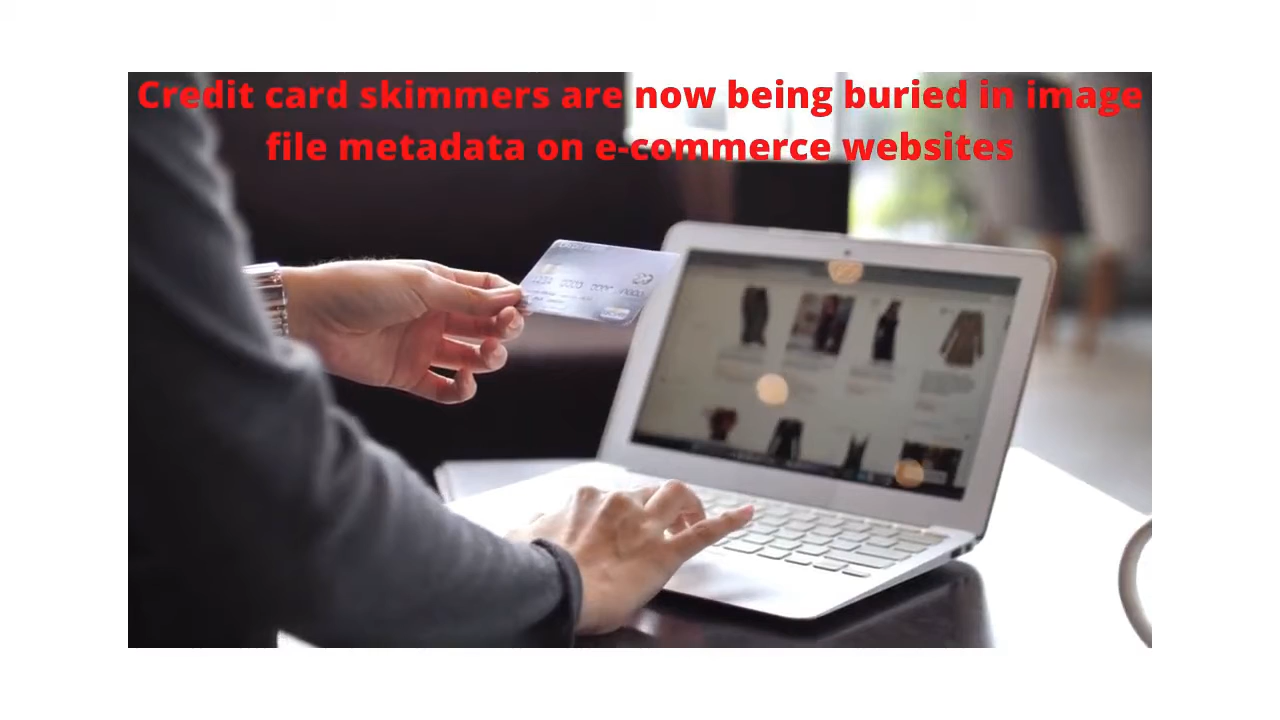 Credit card skimmers are now being buried in image
file metadata on e-commerce websites